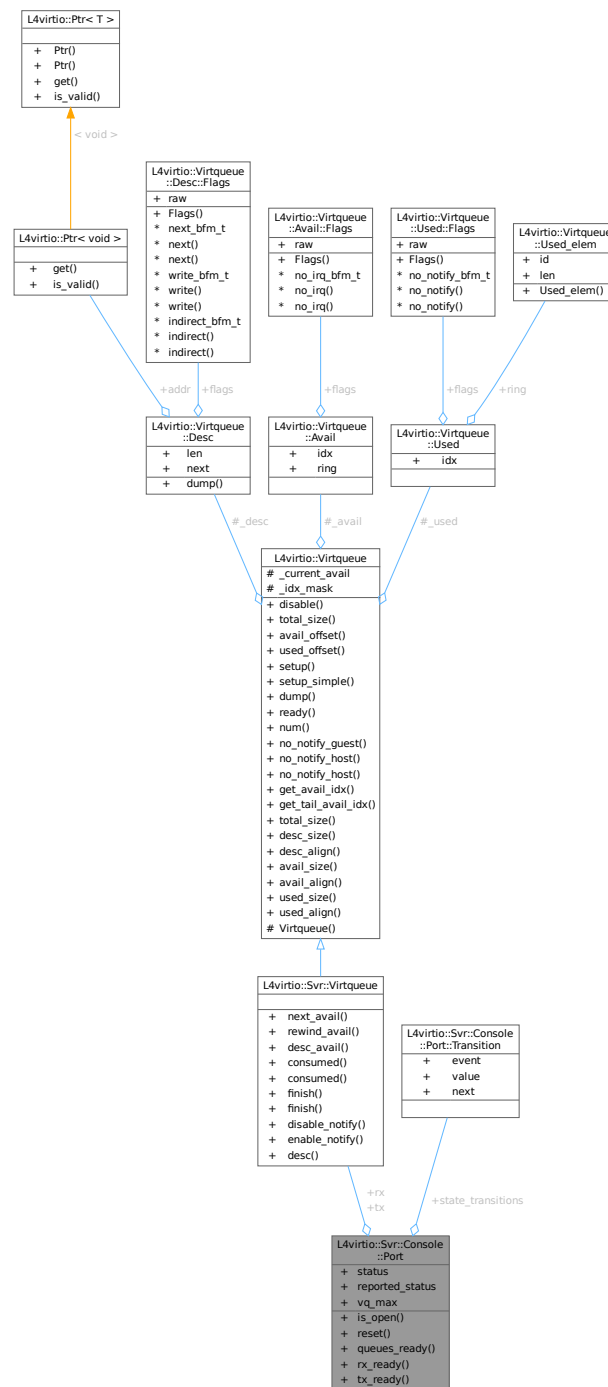 L4virtio::Ptr< T >
+ Ptr()
+ Ptr()
+ get()
+ is_valid()
< void >
L4virtio::Ptr< void >
+ get()
+ is_valid()
L4virtio::Virtqueue
::Desc::Flags
+ raw
+ Flags()
* next_bfm_t
* next()
* next()
* write_bfm_t
* write()
* write()
* indirect_bfm_t
* indirect()
* indirect()
L4virtio::Virtqueue
::Avail::Flags
+ raw
+ Flags()
* no_irq_bfm_t
* no_irq()
* no_irq()
L4virtio::Virtqueue
::Used::Flags
+ raw
+ Flags()
* no_notify_bfm_t
* no_notify()
* no_notify()
L4virtio::Virtqueue
::Used_elem
+ id
+ len
+ Used_elem()
+addr
+flags
+flags
+flags
+ring
L4virtio::Virtqueue
::Desc
+ len
+ next
+ dump()
L4virtio::Virtqueue
::Avail
+ idx
+ ring
L4virtio::Virtqueue
::Used
+ idx
#_desc
#_avail
#_used
L4virtio::Virtqueue
# _current_avail
# _idx_mask
+ disable()
+ total_size()
+ avail_offset()
+ used_offset()
+ setup()
+ setup_simple()
+ dump()
+ ready()
+ num()
+ no_notify_guest()
+ no_notify_host()
+ no_notify_host()
+ get_avail_idx()
+ get_tail_avail_idx()
+ total_size()
+ desc_size()
+ desc_align()
+ avail_size()
+ avail_align()
+ used_size()
+ used_align()
# Virtqueue()
L4virtio::Svr::Virtqueue
+ next_avail()
+ rewind_avail()
+ desc_avail()
+ consumed()
+ consumed()
+ finish()
+ finish()
+ disable_notify()
+ enable_notify()
+ desc()
L4virtio::Svr::Console
::Port::Transition
+ event
+ value
+ next
+rx
+tx
+state_transitions
L4virtio::Svr::Console
::Port
+ status
+ reported_status
+ vq_max
+ is_open()
+ reset()
+ queues_ready()
+ rx_ready()
+ tx_ready()